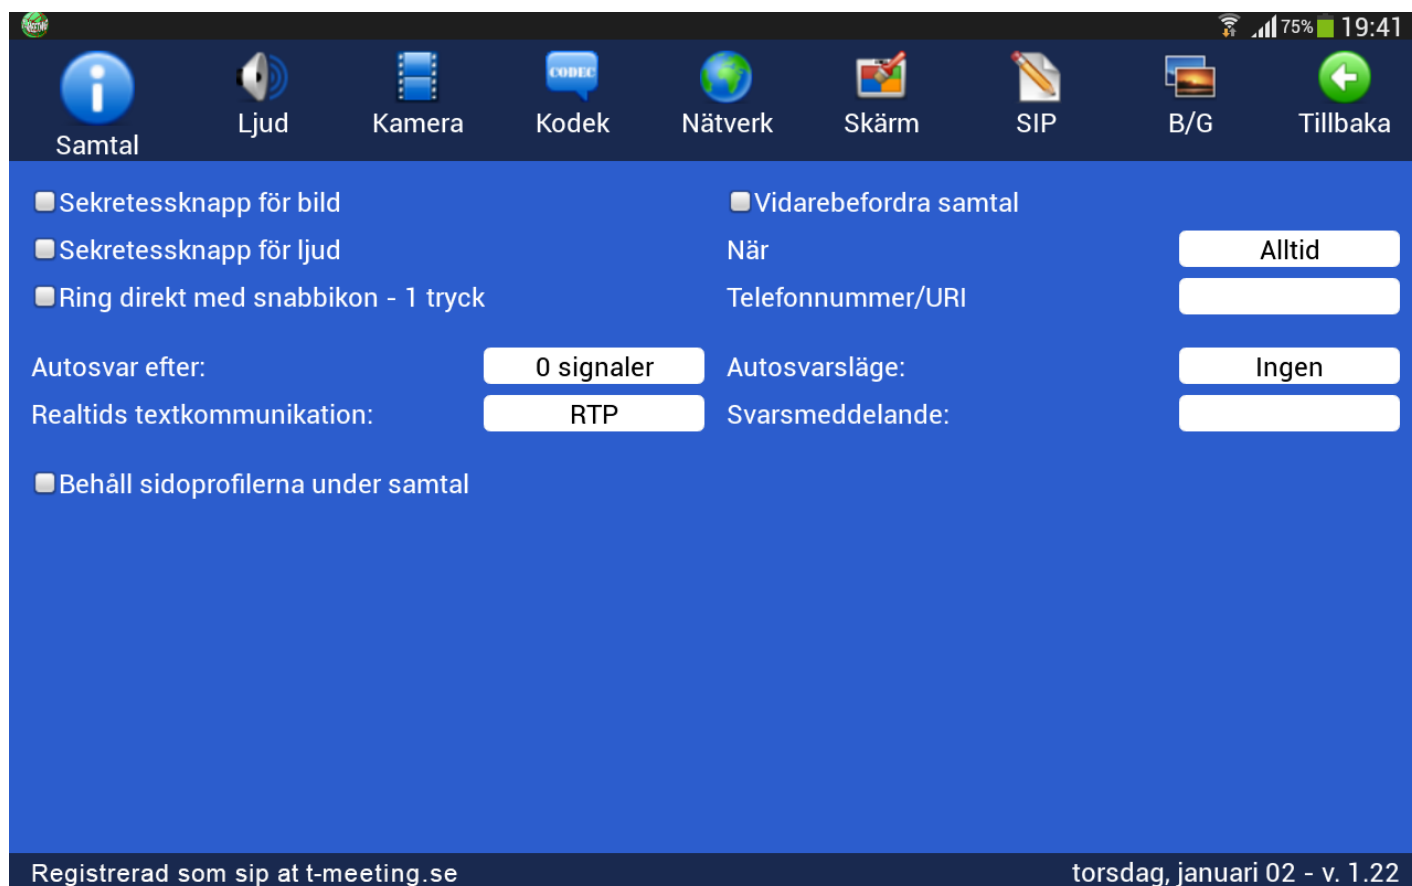 75% 19:41
Samtal Ljud Kamera Kodek Nätverk Skärm SIP B/G Tillbaka
CODEC
Sekretessknapp för bild
Vidarebefordra samtal
Sekretessknapp för ljud
När Alltid
Ring direkt med snabbikon - 1 tryck
Telefonnummer/URI
Autosvar efter: 0 signaler
Autosvarsläge: Ingen
Realtids textkommunikation: RTP
Svarsmeddelande:
Behåll sidoprofilerna under samtal
Registrerad som sip at t-meeting.se
torsdag, januari 02 - v. 1.22